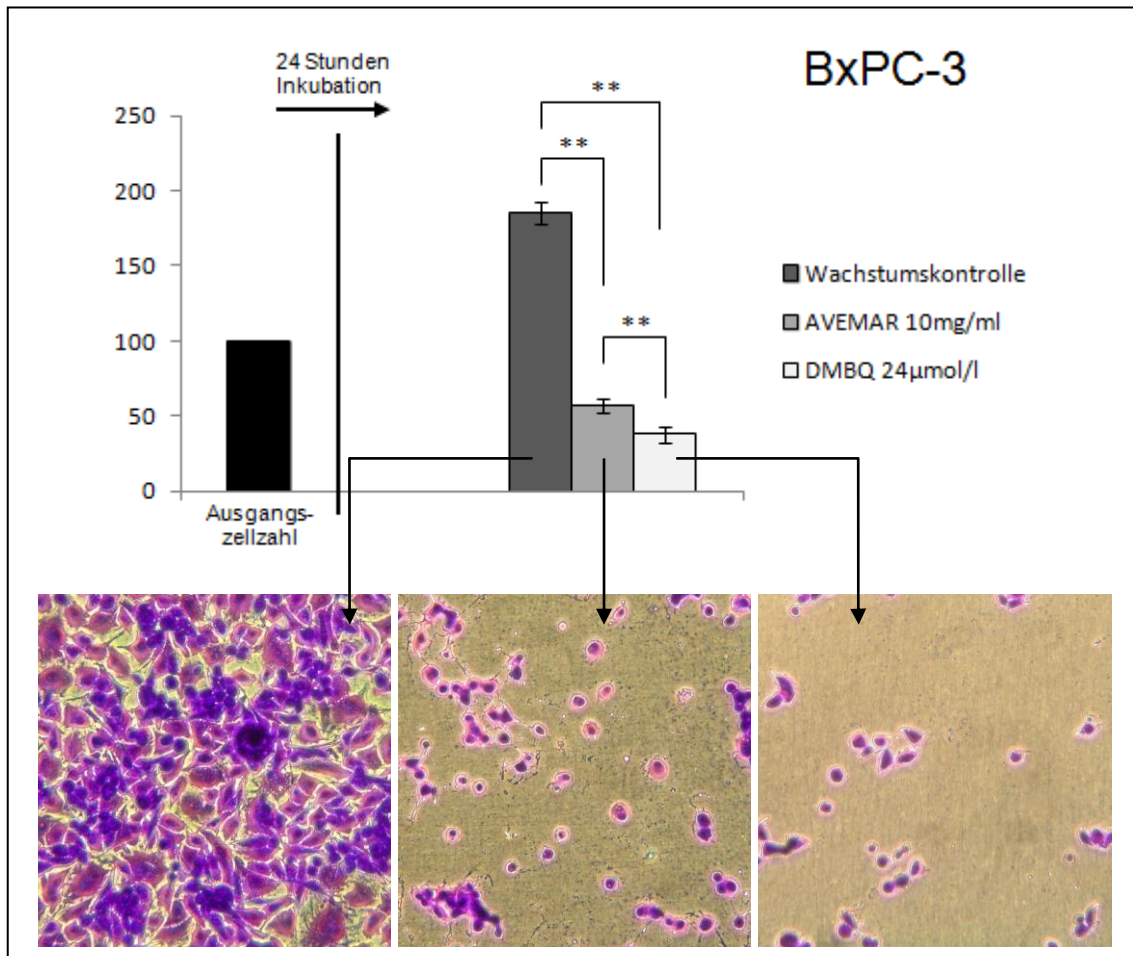 24 Stunden
Inkubation
BxPC-3
**
**
**
250
200
150
100
50
0
Ausgangs-
zellzahl
Wachstumskontrolle
AVEMAR 10mg/ml
DMBQ 24µmol/l